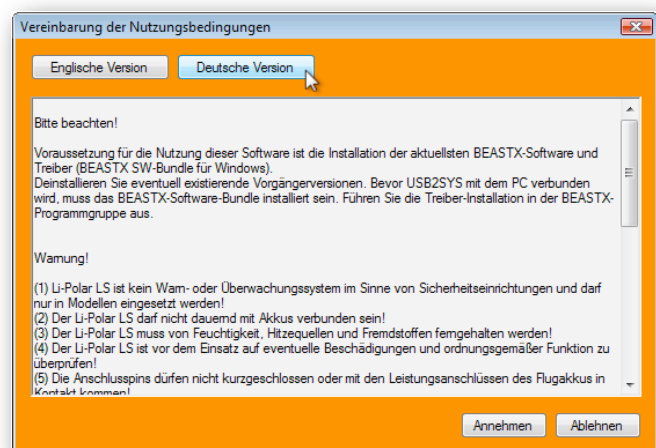 Vereinbarung der Nutzungsbedingungen
Englische Version
Deutsche Version
Bitte beachten!
Voraussetzung für die Nutzung dieser Software ist die Installation der aktuellsten BEASTX-Software und
Treiber (BEASTX SW-Bundle für Windows).
Deinstallieren Sie eventuell existierende Vorgängerversionen. Bevor USB2SYS mit dem PC verbunden
wird, muss das BEASTX-Software-Bundle installiert sein. Führen Sie die Treiber-Installation in der BEASTX-
Programmgruppe aus.
Warnung!
(1) Li-Polar LS ist kein Warn- oder Überwachungssystem im Sinne von Sicherheitseinrichtungen und darf
nur in Modellen eingesetzt werden!
(2) Der Li-Polar LS darf nicht dauernd mit Akkus verbunden sein!
(3) Der Li-Polar LS muss von Feuchtigkeit, Hitzequellen und Fremdstoffen ferngehalten werden!
(4) Der Li-Polar LS ist vor dem Einsatz auf eventuelle Beschädigungen und ordnungsgemäßer Funktion zu
überprüfen!
(5) Die Anschlusspins dürfen nicht kurzgeschlossen oder mit den Leistungsanschlüssen des Flugakkus in
Kontakt kommen!
Annehmen
Ablehnen